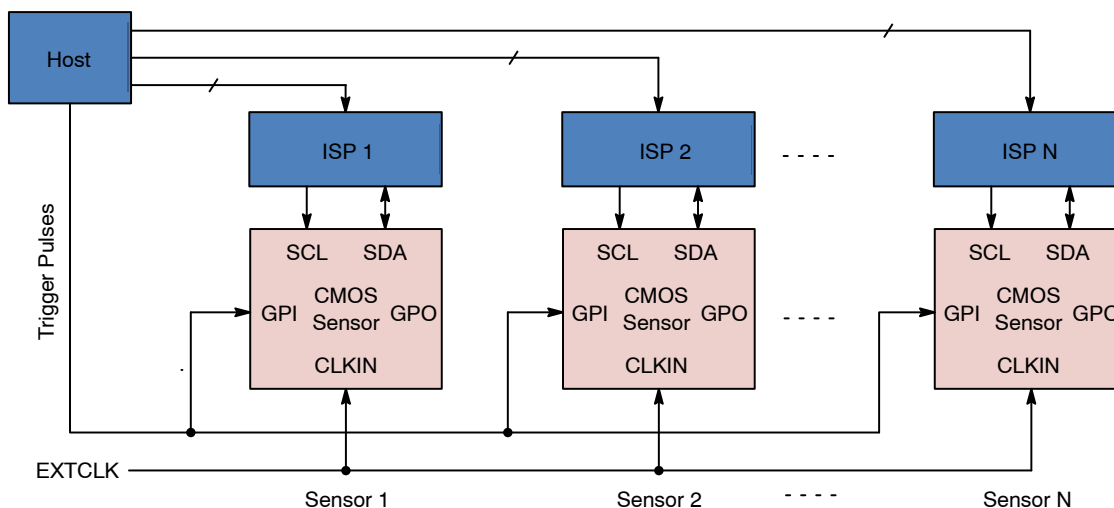 Host
ISP 1
ISP 2
- - - -
ISP N
Trigger Pulses
SCL SDA
SCL SDA
SCL SDA
GPI CMOS Sensor GPO
GPI CMOS Sensor GPO
- - - -
GPI CMOS Sensor GPO
CLKIN
CLKIN
CLKIN
EXTCLK
Sensor 1
Sensor 2
- - - -
Sensor N